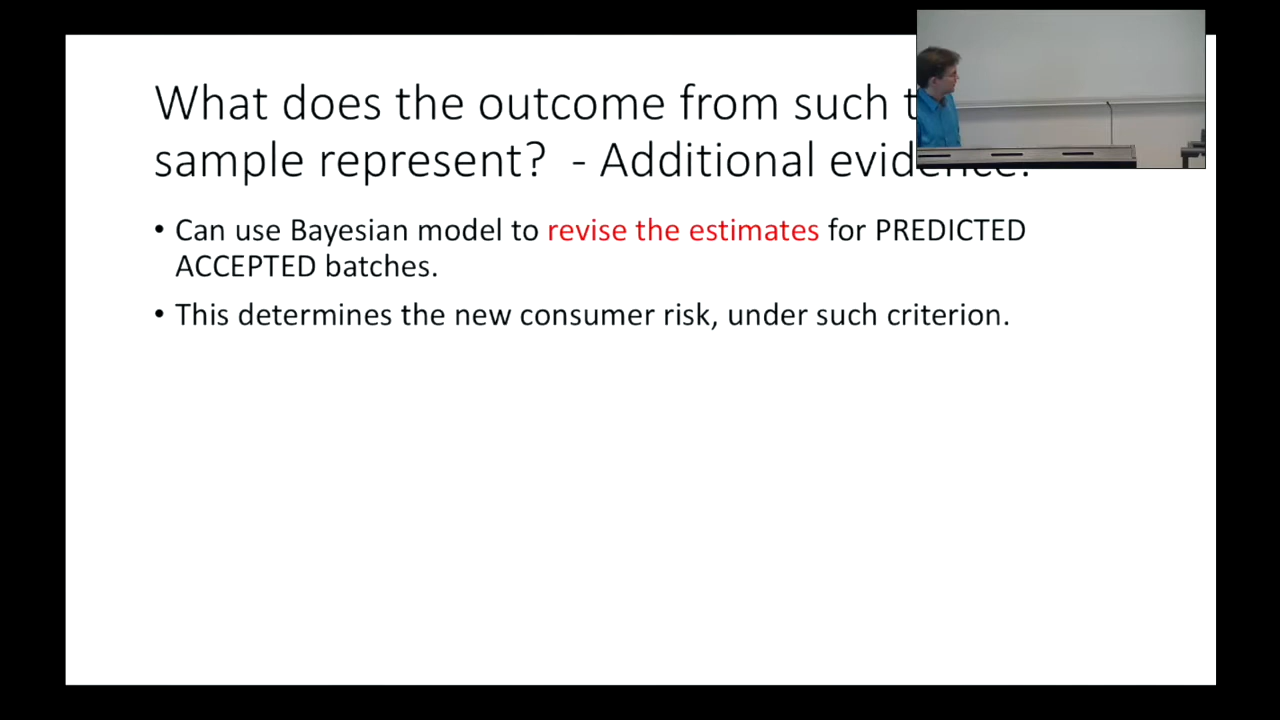 What does the outcome from such
sample represent?  - Additional evidence.
• Can use Bayesian model to revise the estimates for PREDICTED
ACCEPTED batches.
• This determines the new consumer risk, under such criterion.